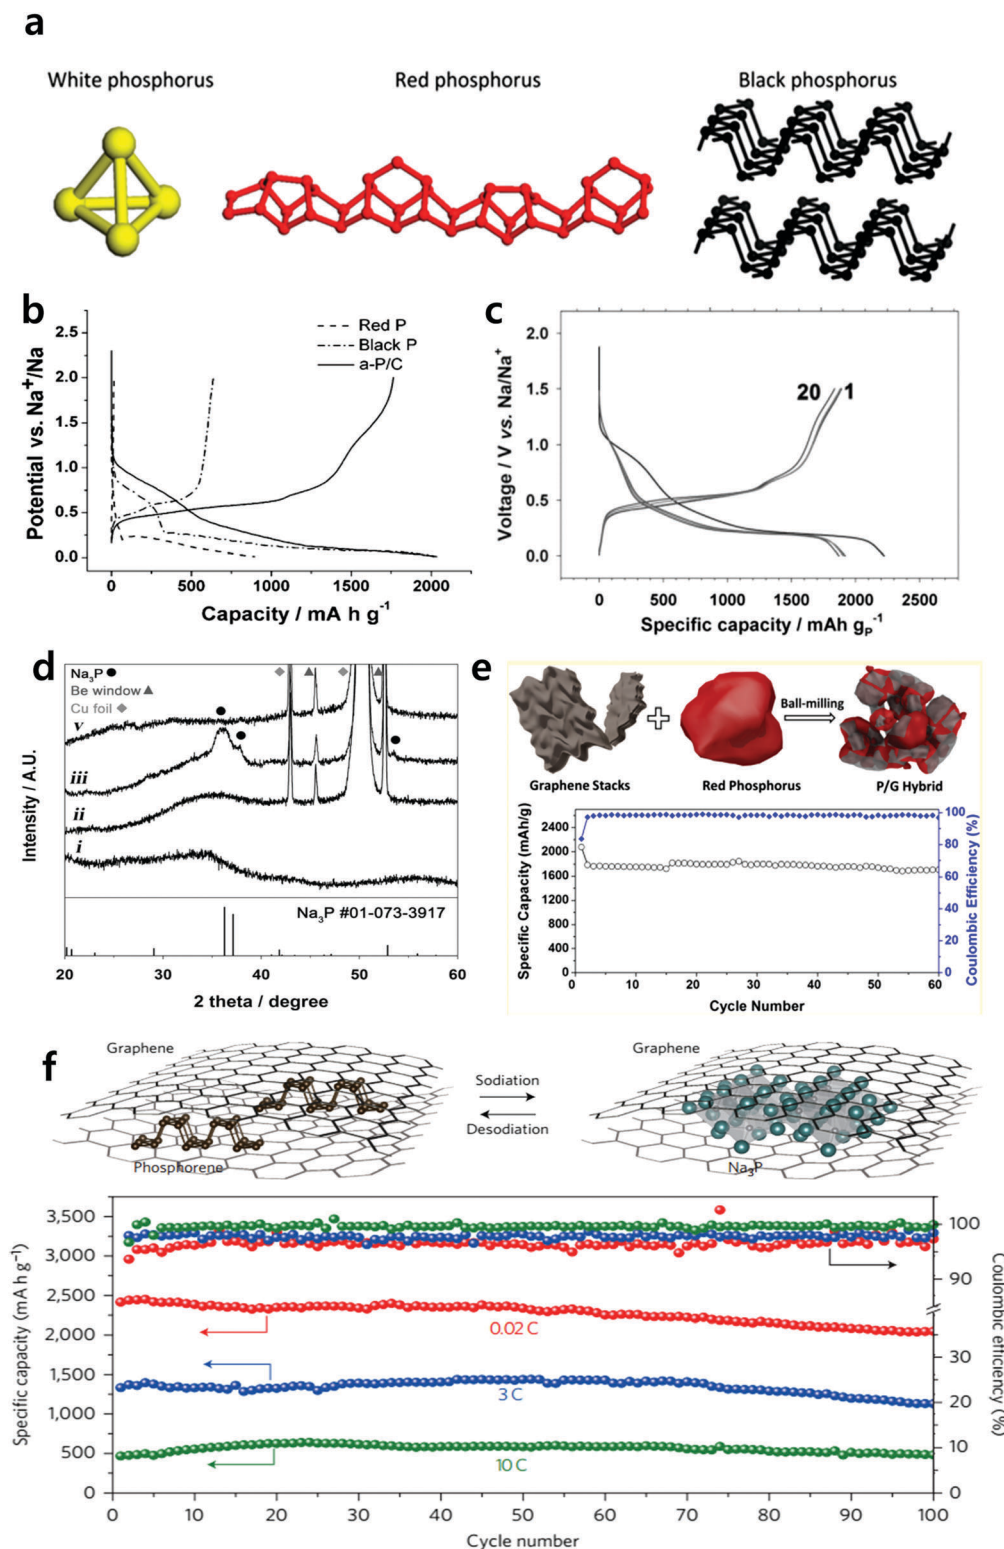 a
White phosphorus
Red phosphorus
Black phosphorus
b
2.5
2.0
1.5
1.0
0.5
0.0
Potential vs. Na⁺/Na
Red P
Black P
a-P/C
0 500 1000 1500 2000
Capacity / mA h g⁻¹
c
2.0
1.5
1.0
0.5
0.0
Voltage / V vs. Na/Na⁺
20 1
0 500 1000 1500 2000 2500
Specific capacity / mAh gₚ⁻¹
d
Na₃P
Be window
Cu foil
v
iii
ii
i
Intensity / A.U.
Na₃P #01-073-3917
20 30 40 50 60
2 theta / degree
e
Ball-milling
Graphene Stacks
Red Phosphorus
P/G Hybrid
2400
2000
1600
1200
800
400
0
Specific Capacity (mAh/g)
100
80
60
40
20
0
Coulombic Efficiency (%)
0 10 20 30 40 50 60
Cycle Number
f
Graphene
Phosphorene
Sodiation
Desodiation
Graphene
Na₃P
3,500
3,000
2,500
2,000
1,500
1,000
500
0
Specific capacity (mA h g⁻¹)
0.02 C
3 C
10 C
100
90
30
20
10
0
Coulombic efficiency (%)
0 10 20 30 40 50 60 70 80 90 100
Cycle number